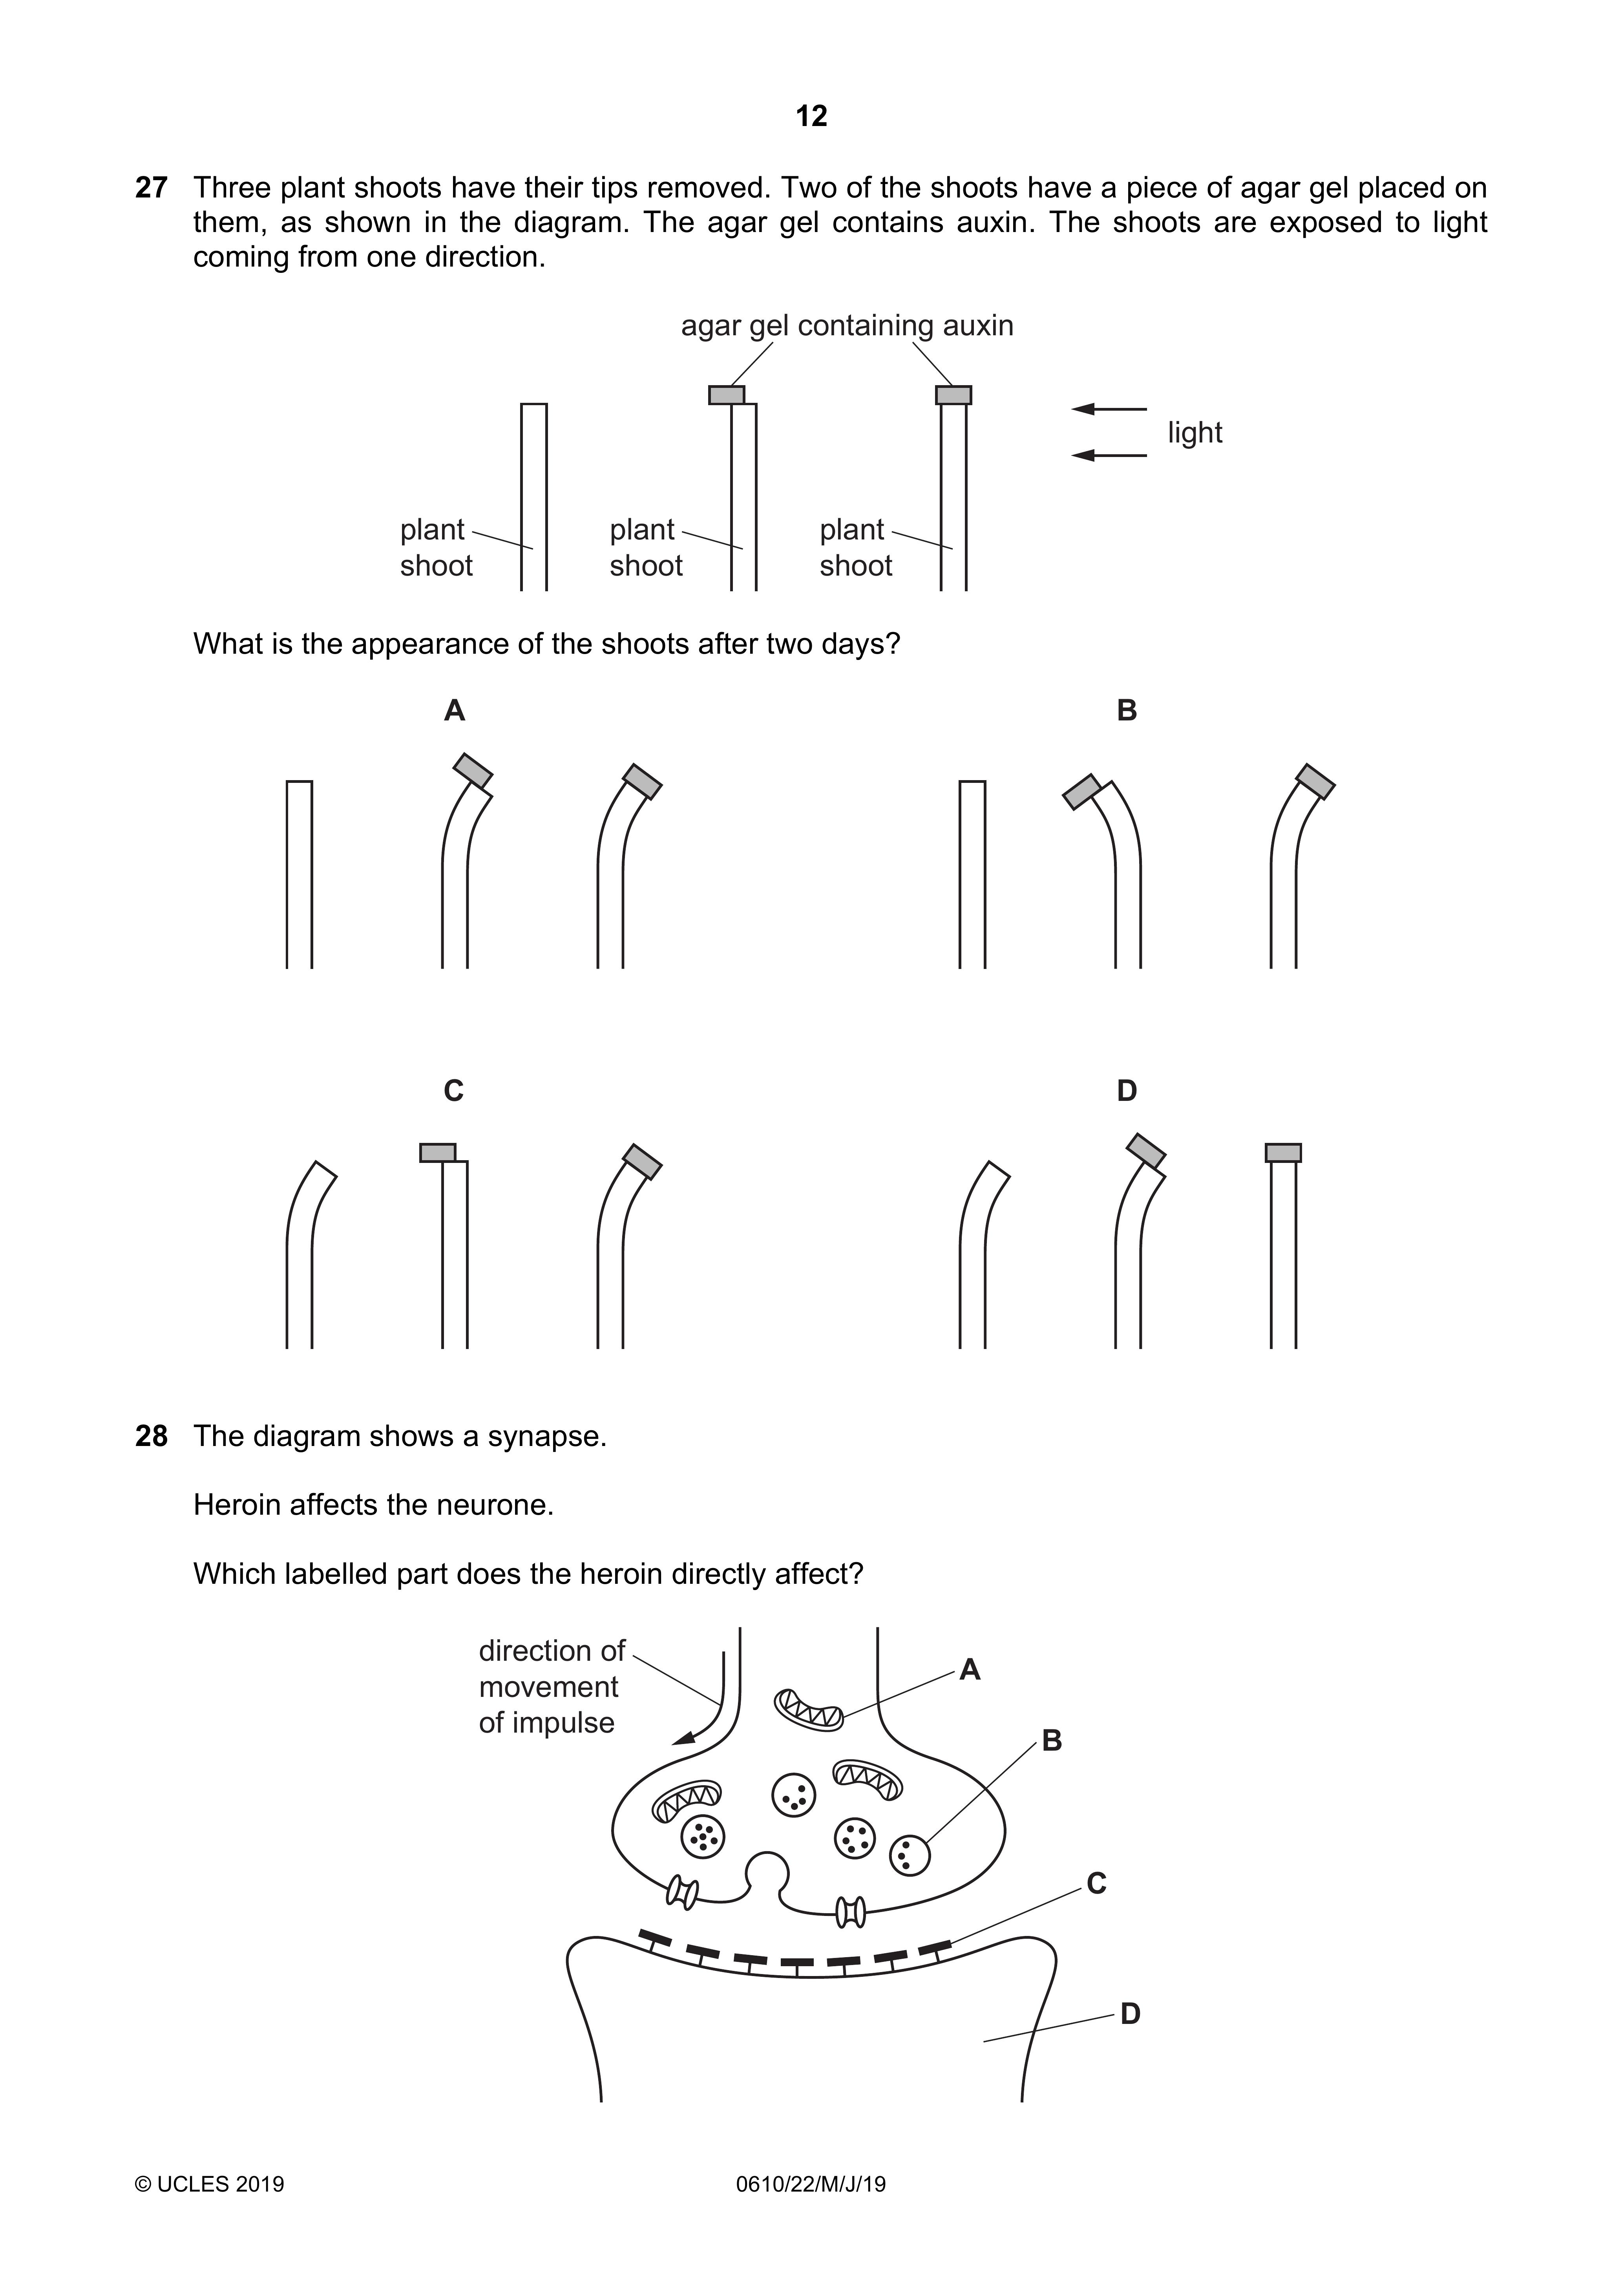 12
27 Three plant shoots have their tips removed. Two of the shoots have a piece of agar gel placed on
them, as shown in the diagram. The agar gel contains auxin. The shoots are exposed to light
coming from one direction.
agar gel containing auxin
light
plant
shoot
plant
shoot
plant
shoot
What is the appearance of the shoots after two days?
A
B
C
D
28 The diagram shows a synapse.
Heroin affects the neurone.
Which labelled part does the heroin directly affect?
direction of
movement
of impulse
A
B
C
D
© UCLES 2019
0610/22/M/J/19